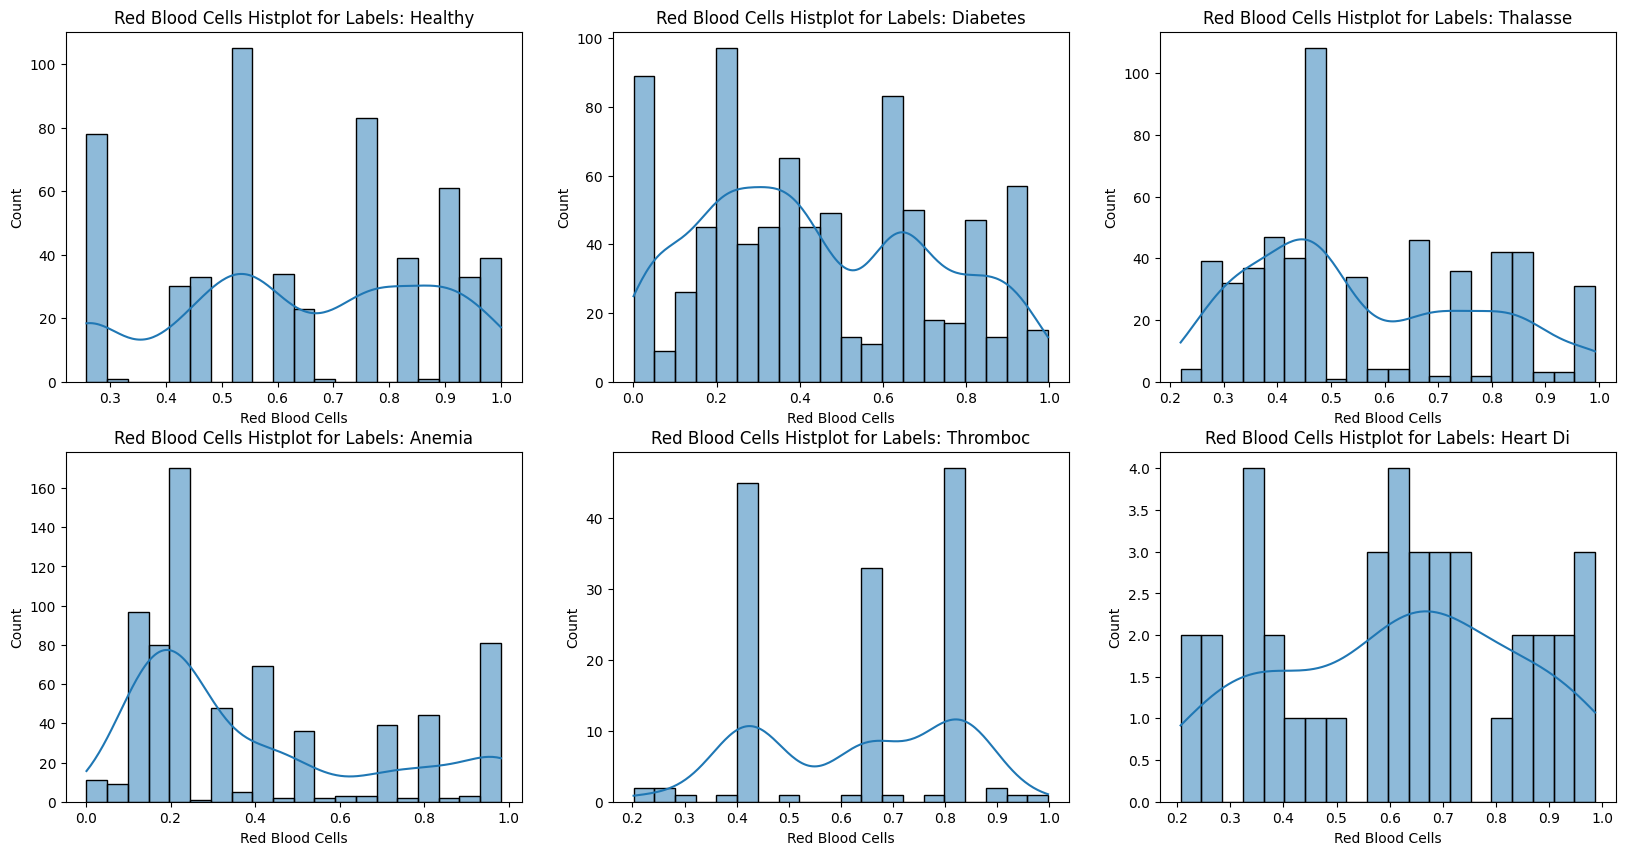 Red Blood Cells Histplot for Labels: Healthy
Count
100
80
60
40
20
0
0.3 0.4 0.5 0.6 0.7 0.8 0.9 1.0
Red Blood Cells
Red Blood Cells Histplot for Labels: Diabetes
Count
100
80
60
40
20
0
0.0 0.2 0.4 0.6 0.8 1.0
Red Blood Cells
Red Blood Cells Histplot for Labels: Thalasse
Count
100
80
60
40
20
0
0.2 0.3 0.4 0.5 0.6 0.7 0.8 0.9 1.0
Red Blood Cells
Red Blood Cells Histplot for Labels: Anemia
Count
160
140
120
100
80
60
40
20
0
0.0 0.2 0.4 0.6 0.8 1.0
Red Blood Cells
Red Blood Cells Histplot for Labels: Thromboc
Count
40
30
20
10
0
0.2 0.3 0.4 0.5 0.6 0.7 0.8 0.9 1.0
Red Blood Cells
Red Blood Cells Histplot for Labels: Heart Di
Count
4.0
3.5
3.0
2.5
2.0
1.5
1.0
0.5
0.0
0.2 0.3 0.4 0.5 0.6 0.7 0.8 0.9 1.0
Red Blood Cells